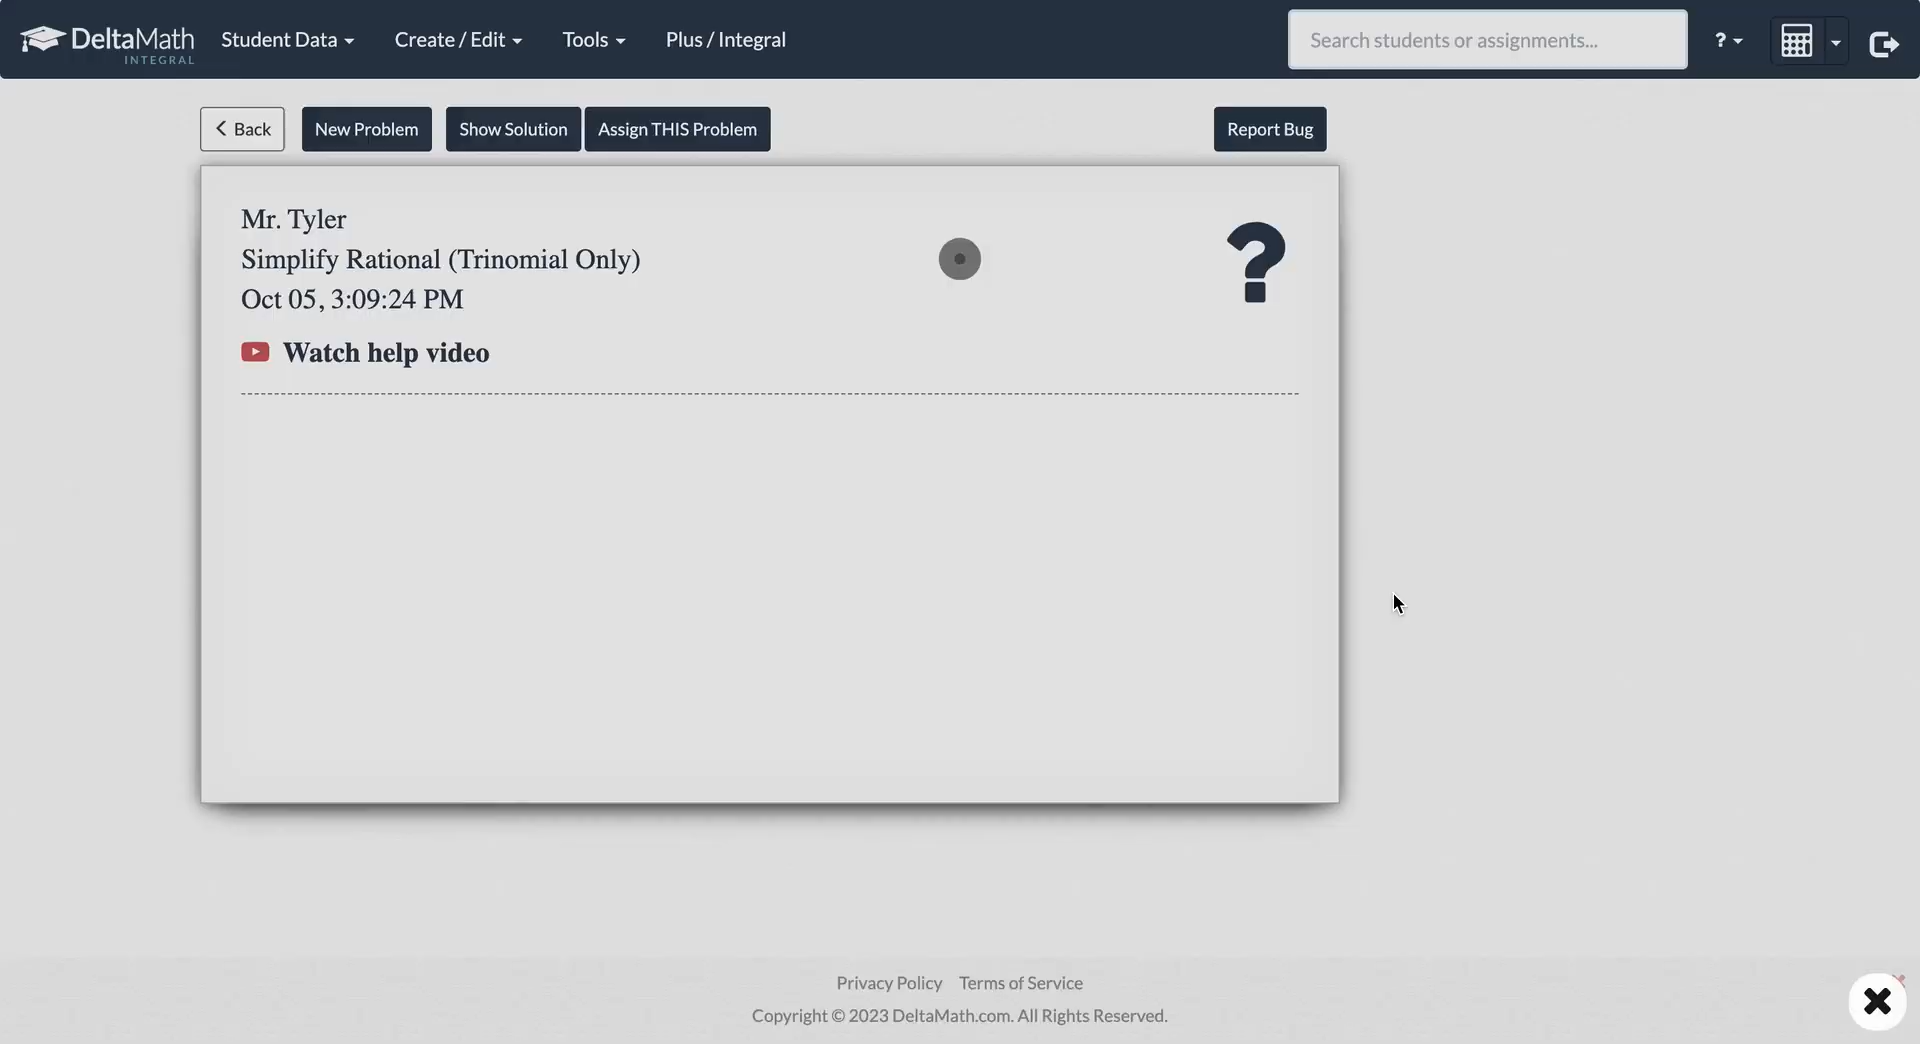 DeltaMath
INTEGRAL
Student Data
Create / Edit
Tools
Plus / Integral
Search students or assignments...
?
Back
New Problem
Show Solution
Assign THIS Problem
Report Bug
Mr. Tyler
Simplify Rational (Trinomial Only)
Oct 05, 3:09:24 PM
?
Watch help video
Privacy Policy Terms of Service
Copyright © 2023 DeltaMath.com. All Rights Reserved.